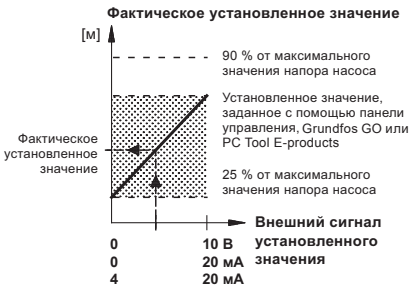 Фактическое установленное значение
[м]
90 % от максимального
значения напора насоса
Установленное значение,
заданное с помощью панели
управления, Grundfos GO или
PC Tool E-products
Фактическое
установленное
значение
25 % от максимального
значения напора насоса
Внешний сигнал
установленного
значения
0 10 В
0 20 мА
4 20 мА